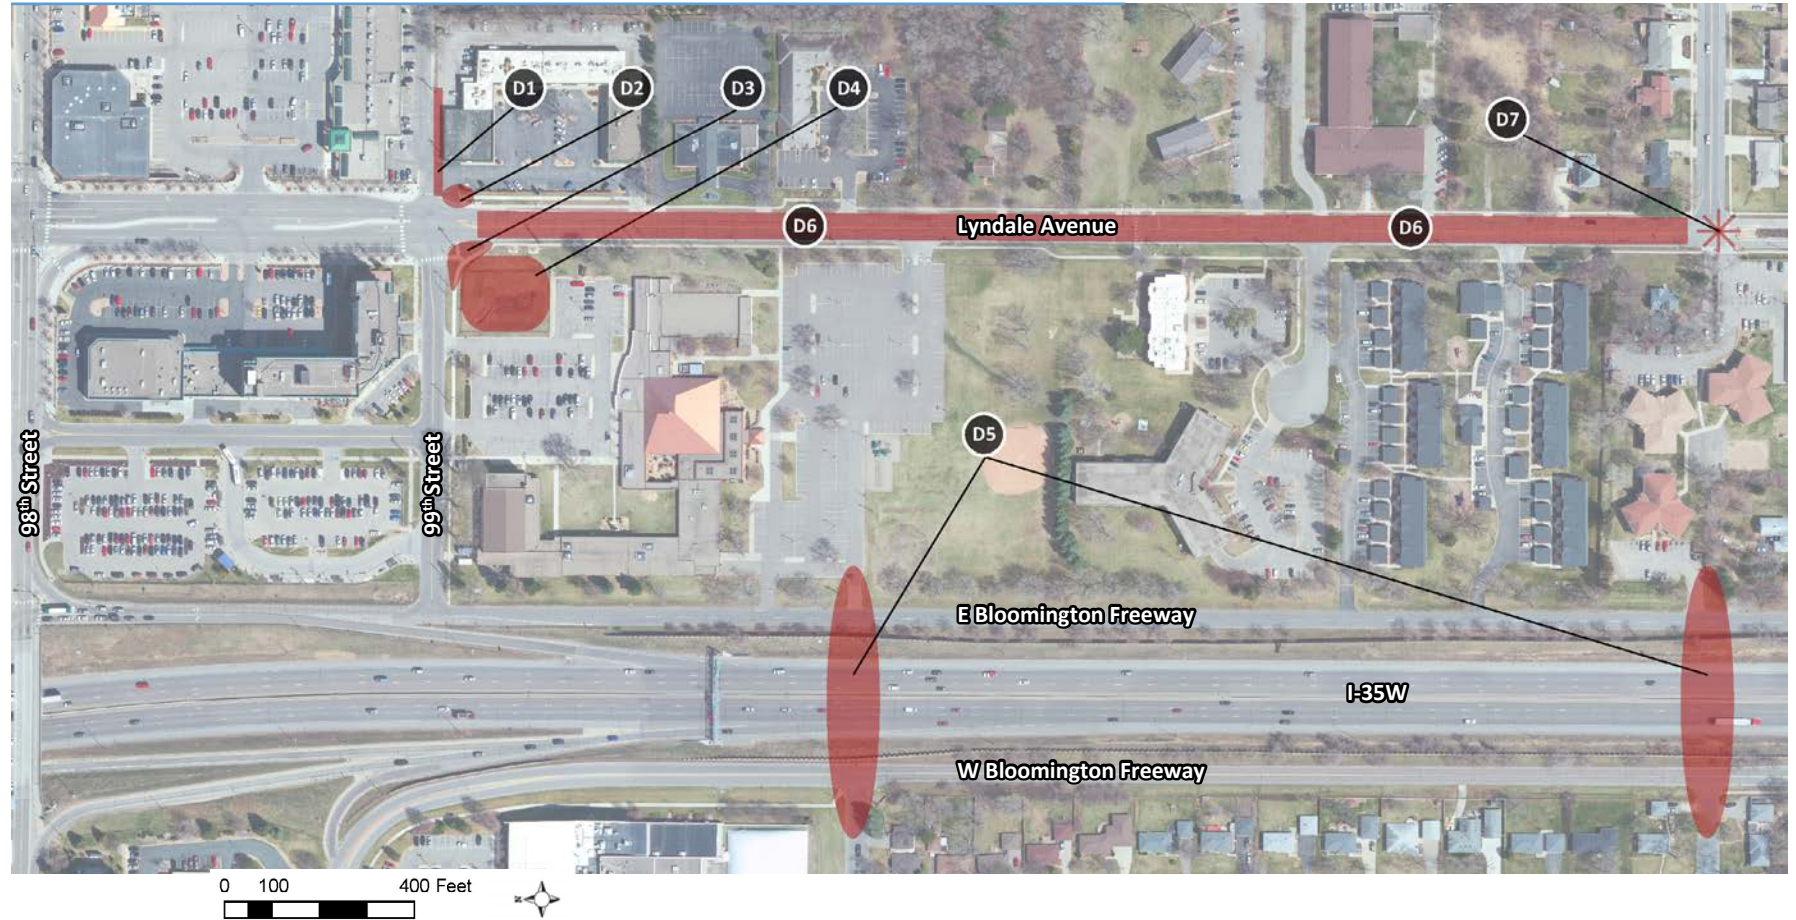 D1
D2
D3
D4
D7
D6
Lyndale Avenue
D6
D5
98th Street
99th Street
E Bloomington Freeway
I-35W
W Bloomington Freeway
0 100 400 Feet
N